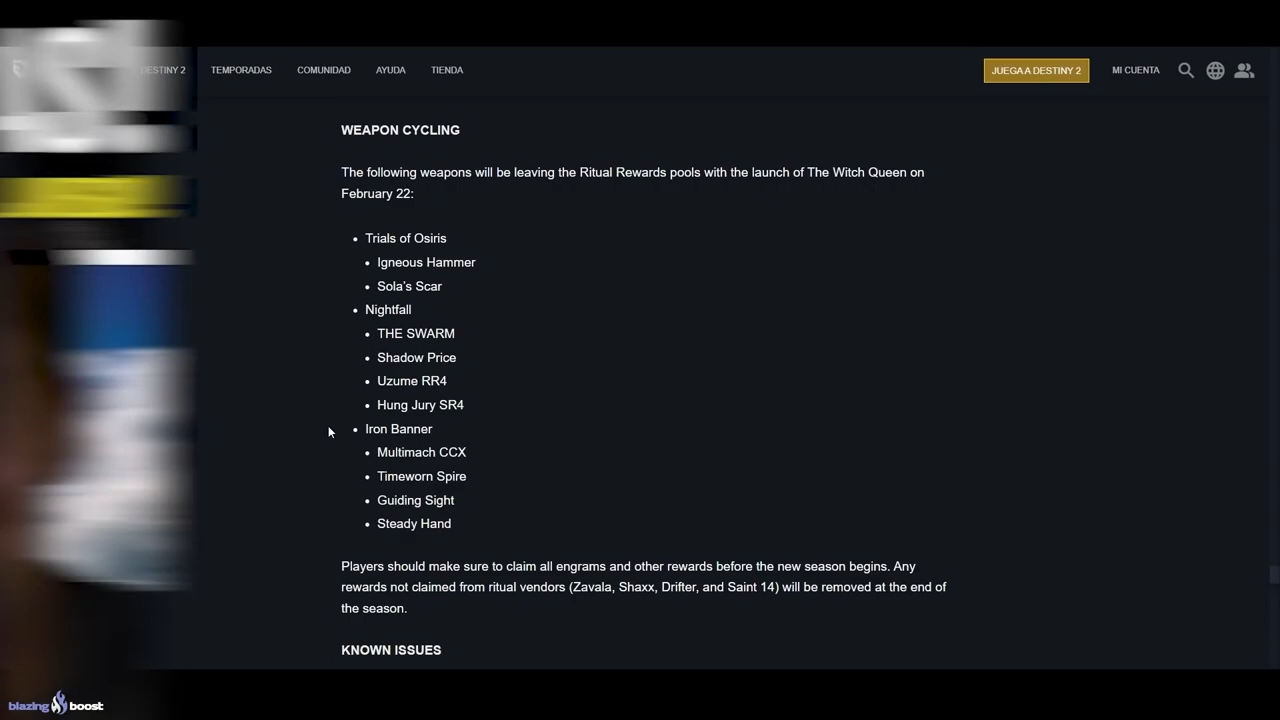 DESTINY 2 TEMPORADAS COMUNIDAD AYUDA TIENDA JUEGA A DESTINY 2 MI CUENTA
WEAPON CYCLING
The following weapons will be leaving the Ritual Rewards pools with the launch of The Witch Queen on
February 22:
Trials of Osiris
Igneous Hammer
Sola's Scar
Nightfall
THE SWARM
Shadow Price
Uzume RR4
Hung Jury SR4
Iron Banner
Multimach CCX
Timeworn Spire
Guiding Sight
Steady Hand
Players should make sure to claim all engrams and other rewards before the new season begins. Any
rewards not claimed from ritual vendors (Zavala, Shaxx, Drifter, and Saint 14) will be removed at the end of
the season.
KNOWN ISSUES
blazing boost